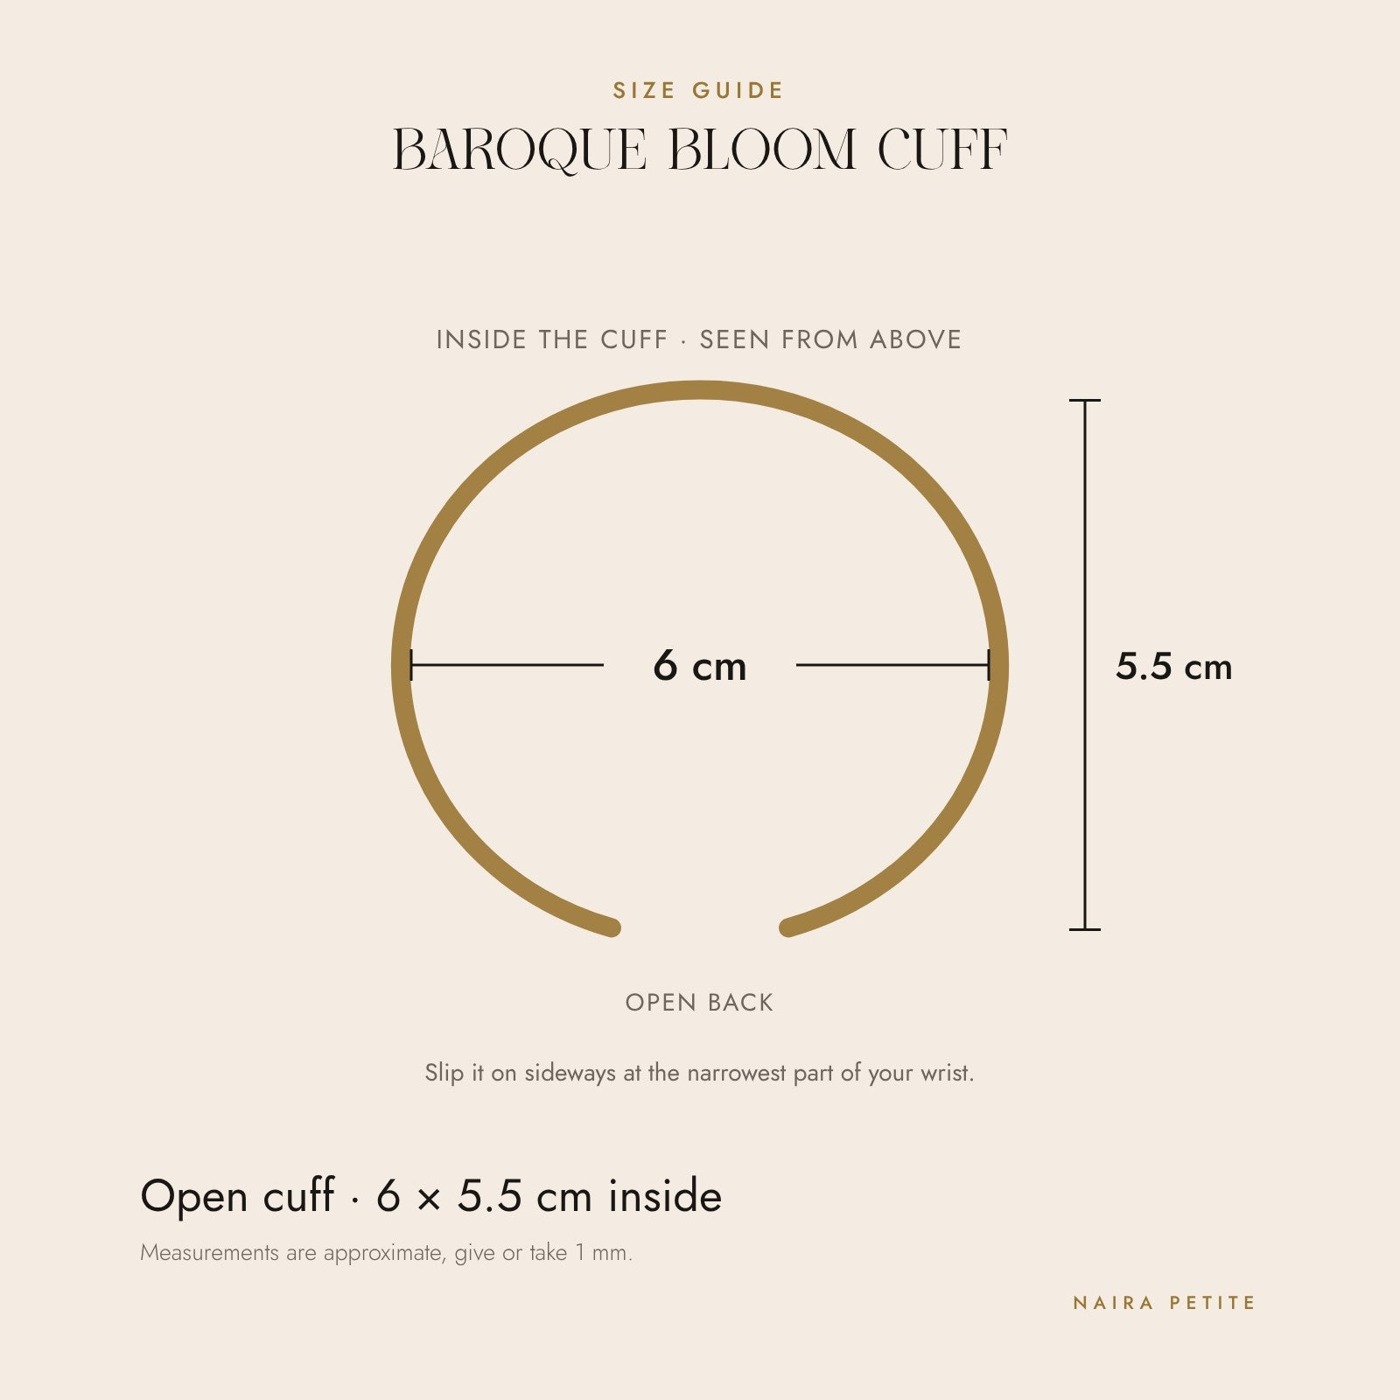 SIZE GUIDE
BAROQUE BLOOM CUFF
INSIDE THE CUFF · SEEN FROM ABOVE
6 cm
5.5 cm
OPEN BACK
Slip it on sideways at the narrowest part of your wrist.
Open cuff · 6 × 5.5 cm inside
Measurements are approximate, give or take 1 mm.
NAIRA PETITE